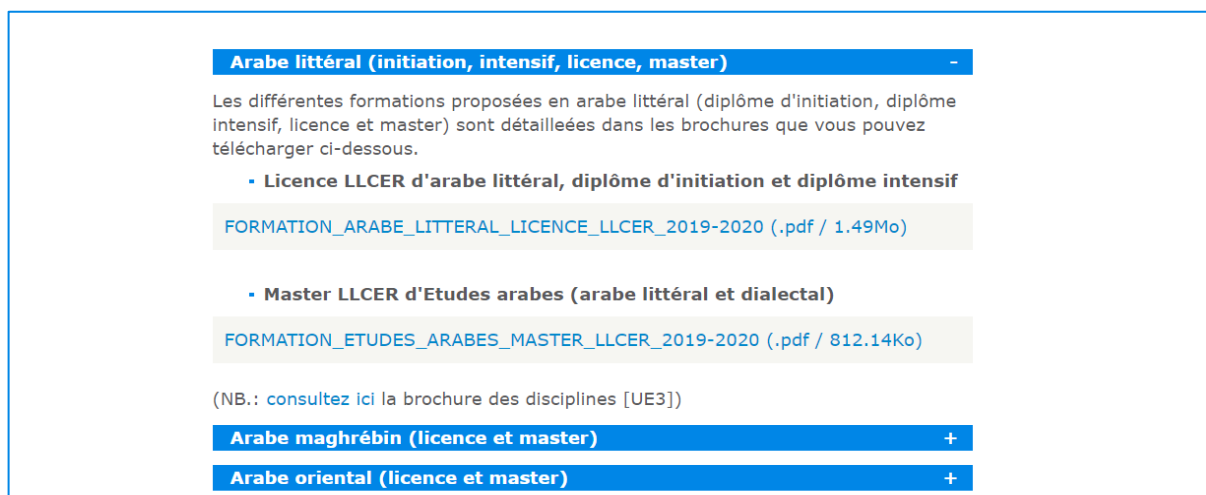 Arabe littéral (initiation, intensif, licence, master) -
Les différentes formations proposées en arabe littéral (diplôme d'initiation, diplôme
intensif, licence et master) sont détailleées dans les brochures que vous pouvez
télécharger ci-dessous.
Licence LLCER d'arabe littéral, diplôme d'initiation et diplôme intensif
FORMATION_ARABE_LITTERAL_LICENCE_LLCER_2019-2020 (.pdf / 1.49Mo)
Master LLCER d'Etudes arabes (arabe littéral et dialectal)
FORMATION_ETUDES_ARABES_MASTER_LLCER_2019-2020 (.pdf / 812.14Ko)
(NB.: consultez ici la brochure des disciplines [UE3])
Arabe maghrébin (licence et master) +
Arabe oriental (licence et master) +